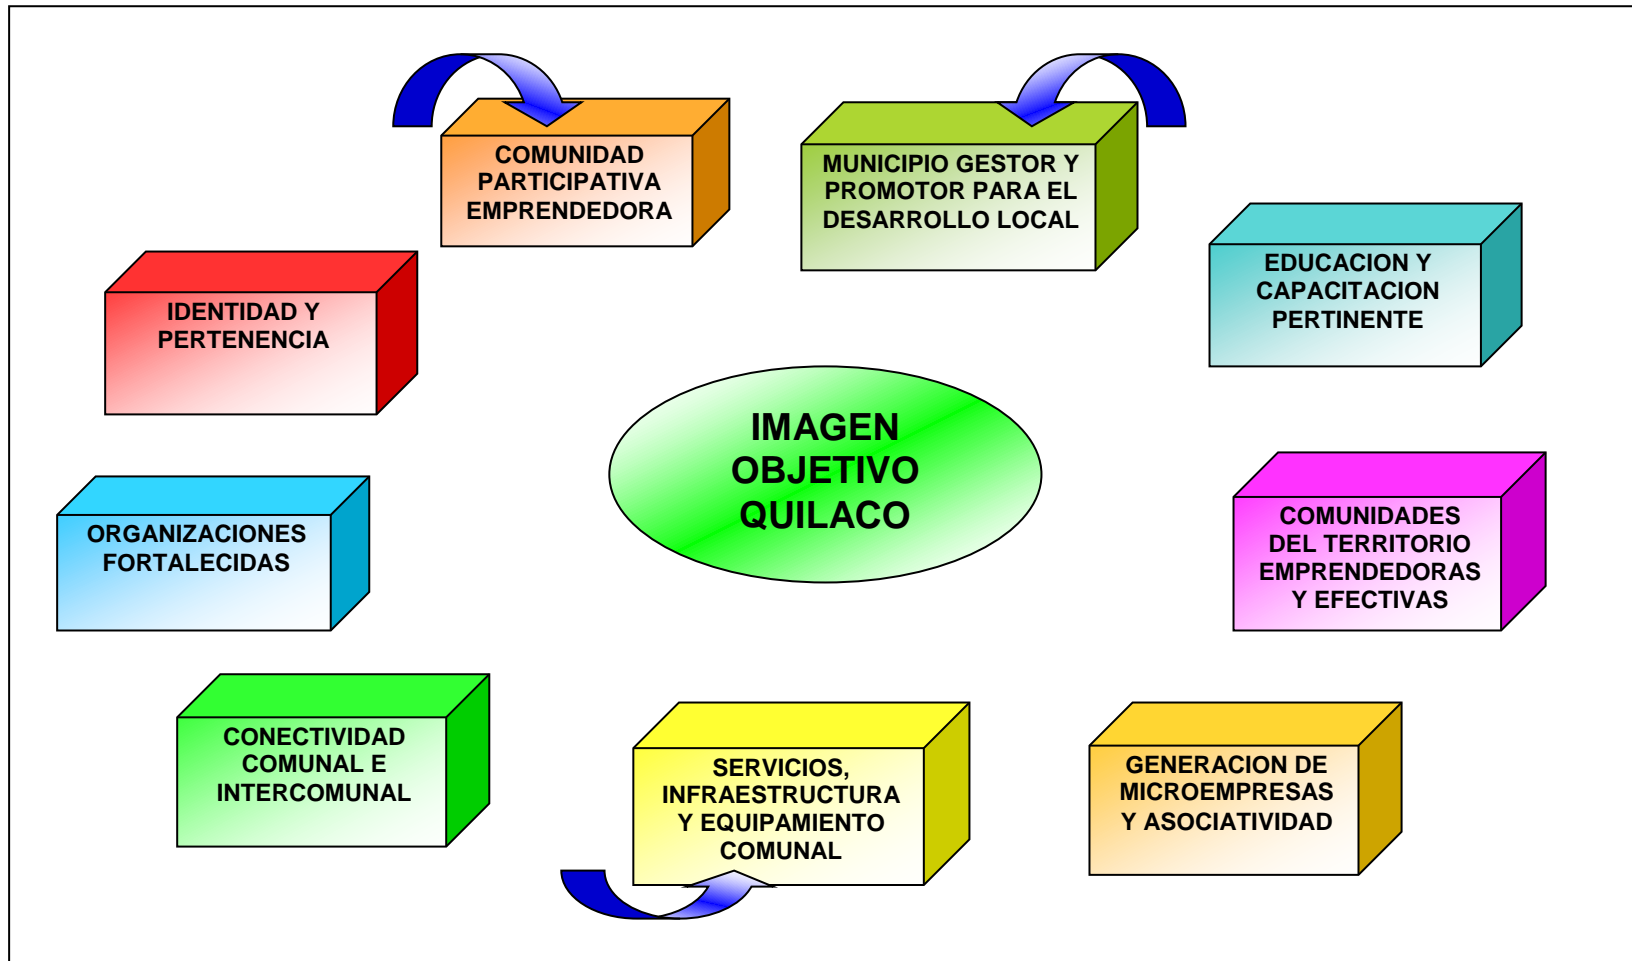 COMUNIDAD
PARTICIPATIVA
EMPRENDEDORA
MUNICIPIO GESTOR Y
PROMOTOR PARA EL
DESARROLLO LOCAL
EDUCACION Y
CAPACITACION
PERTINENTE
IDENTIDAD Y
PERTENENCIA
IMAGEN
OBJETIVO
QUILACO
ORGANIZACIONES
FORTALECIDAS
COMUNIDADES
DEL TERRITORIO
EMPRENDEDORAS
Y EFECTIVAS
CONECTIVIDAD
COMUNAL E
INTERCOMUNAL
SERVICIOS,
INFRAESTRUCTURA
Y EQUIPAMIENTO
COMUNAL
GENERACION DE
MICROEMPRESAS
Y ASOCIATIVIDAD